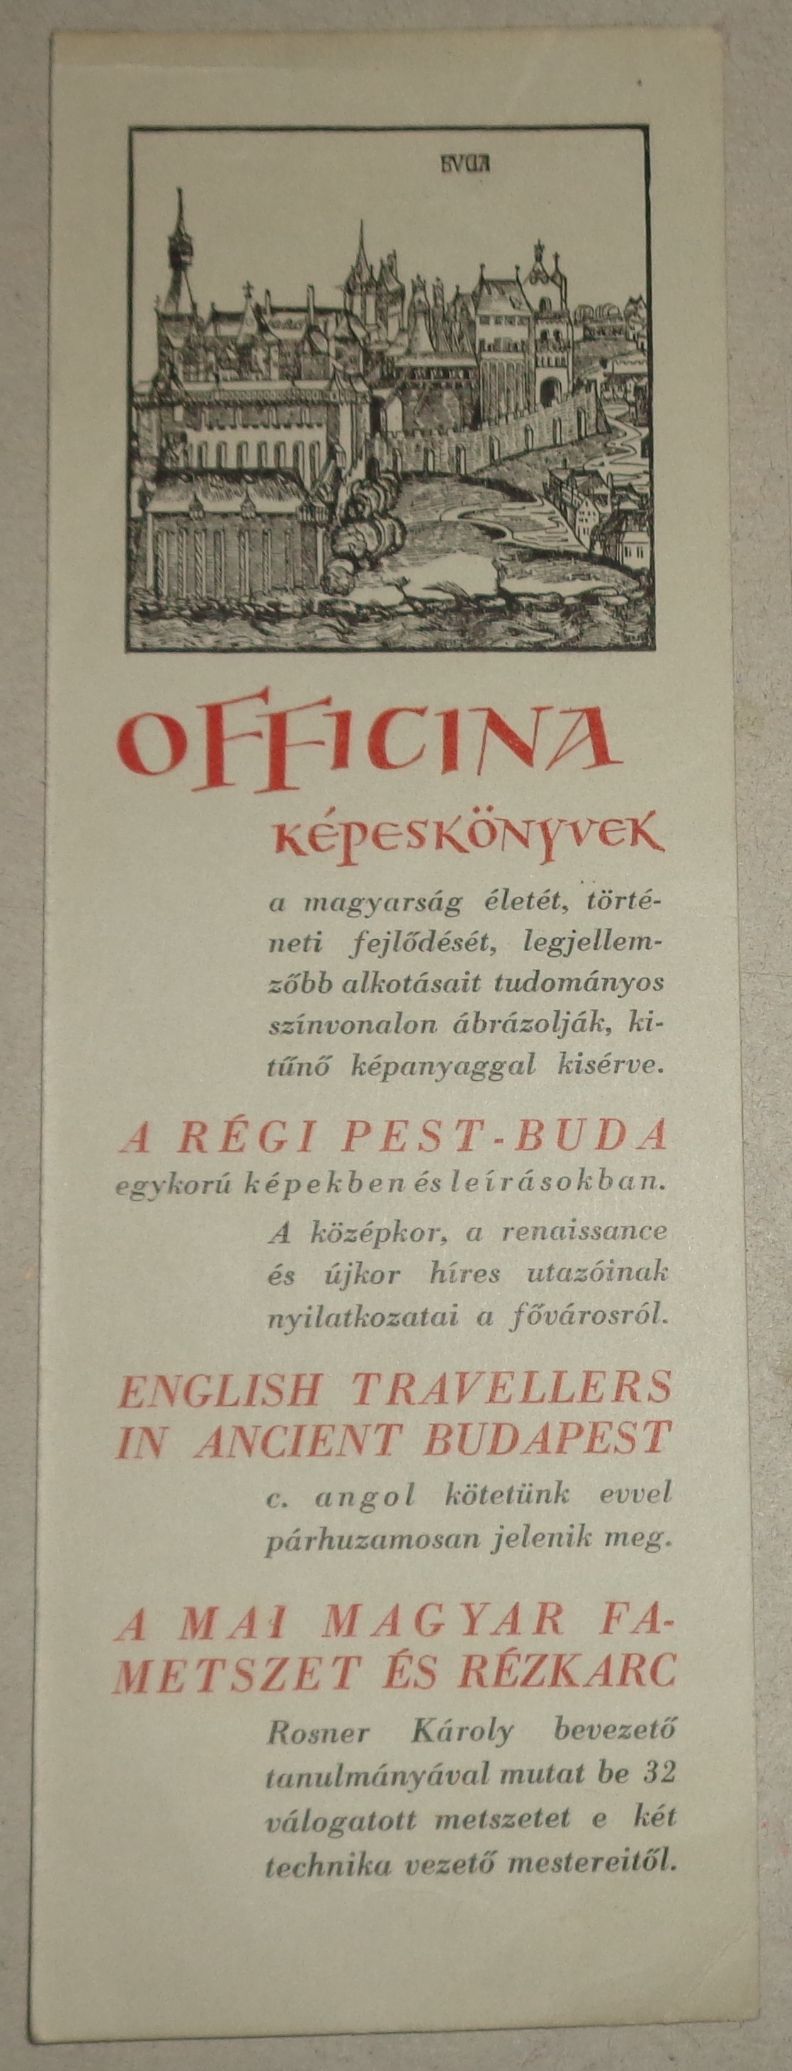 BVDA
OFFICINA
KÉPESKÖNYVEK
a magyarság életét, törté-
neti fejlődését, legjellem-
zőbb alkotásait tudományos
színvonalon ábrázolják, ki-
tűnő képanyaggal kisérve.
A RÉGI PEST-BUDA
egykorú képekben és leírásokban.
A középkor, a renaissance
és újkor híres utazóinak
nyilatkozatai a fővárosról.
ENGLISH TRAVELLERS
IN ANCIENT BUDAPEST
c. angol kötetünk evvel
párhuzamosan jelenik meg.
A MAI MAGYAR FA-
METSZET ÉS RÉZKARC
Rosner Károly bevezető
tanulmányával mutat be 32
válogatott metszetet e két
technika vezető mestereitől.